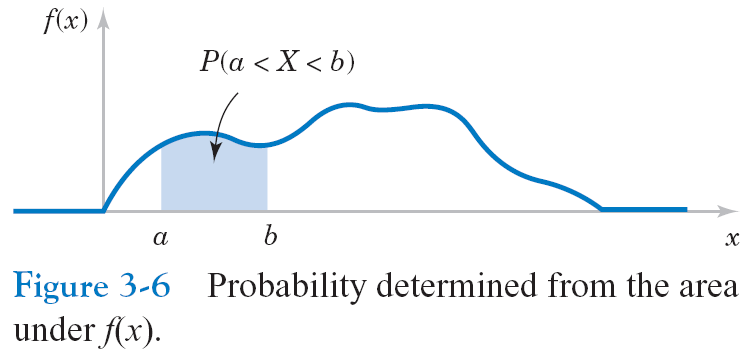 f(x)
P(a < X < b)
a
b
x
Figure 3-6 Probability determined from the area
under f(x).